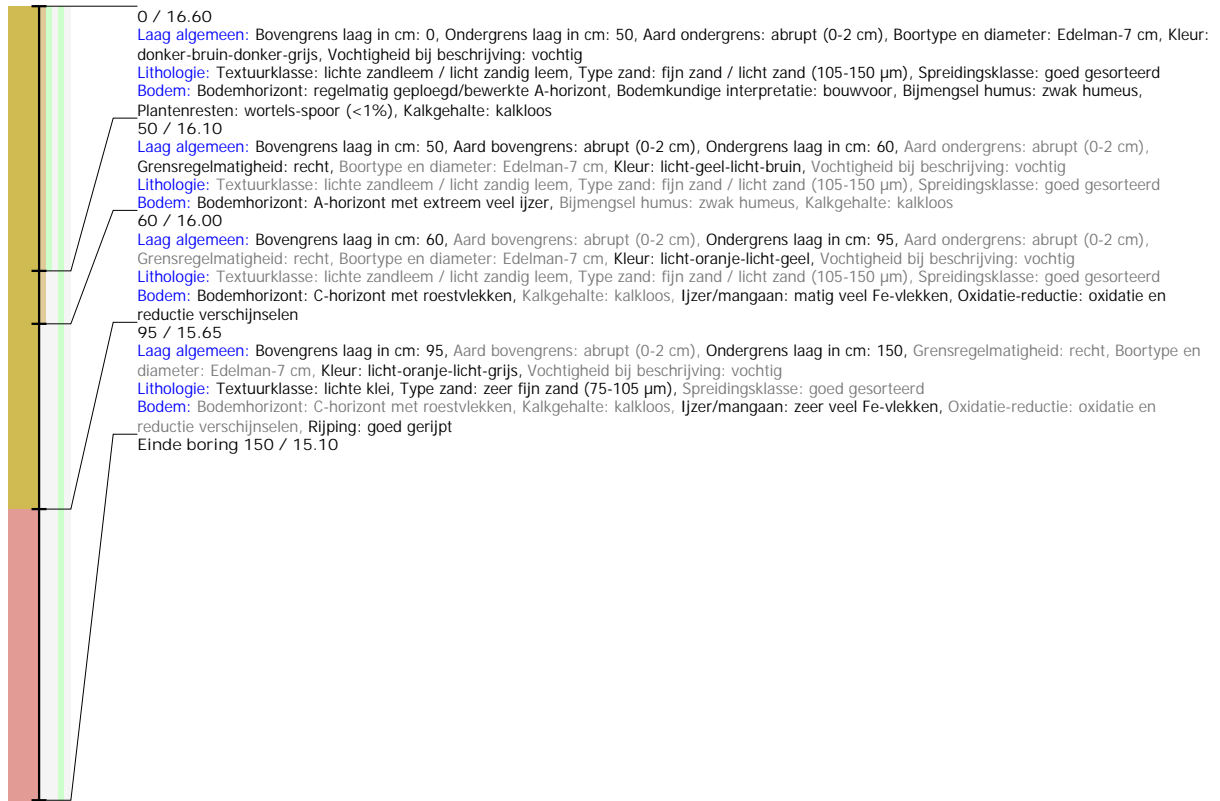 0 / 16.60
Laag algemeen: Bovengrens laag in cm: 0, Ondergrens laag in cm: 50, Aard ondergrens: abrupt (0-2 cm), Boortype en diameter: Edelman-7 cm, Kleur:
donker-bruin-donker-grijs, Vochtigheid bij beschrijving: vochtig
Lithologie: Textuurklasse: lichte zandleem / licht zandig leem, Type zand: fijn zand / licht zand (105-150 µm), Spreidingsklasse: goed gesorteerd
Bodem: Bodemhorizont: regelmatig geploegd/bewerkte A-horizont, Bodemkundige interpretatie: bouwvoor, Bijmengsel humus: zwak humeus,
Plantenresten: wortels-spoor (<1%), Kalkgehalte: kalkloos
50 / 16.10
Laag algemeen: Bovengrens laag in cm: 50, Aard bovengrens: abrupt (0-2 cm), Ondergrens laag in cm: 60, Aard ondergrens: abrupt (0-2 cm),
Grensregelmatigheid: recht, Boortype en diameter: Edelman-7 cm, Kleur: licht-geel-licht-bruin, Vochtigheid bij beschrijving: vochtig
Lithologie: Textuurklasse: lichte zandleem / licht zandig leem, Type zand: fijn zand / licht zand (105-150 µm), Spreidingsklasse: goed gesorteerd
Bodem: Bodemhorizont: A-horizont met extreem veel ijzer, Bijmengsel humus: zwak humeus, Kalkgehalte: kalkloos
60 / 16.00
Laag algemeen: Bovengrens laag in cm: 60, Aard bovengrens: abrupt (0-2 cm), Ondergrens laag in cm: 95, Aard ondergrens: abrupt (0-2 cm),
Grensregelmatigheid: recht, Boortype en diameter: Edelman-7 cm, Kleur: licht-oranje-licht-geel, Vochtigheid bij beschrijving: vochtig
Lithologie: Textuurklasse: lichte zandleem / licht zandig leem, Type zand: fijn zand / licht zand (105-150 µm), Spreidingsklasse: goed gesorteerd
Bodem: Bodemhorizont: C-horizont met roestvlekken, Kalkgehalte: kalkloos, Ijzer/mangaan: matig veel Fe-vlekken, Oxidatie-reductie: oxidatie en
reductie verschijnselen
95 / 15.65
Laag algemeen: Bovengrens laag in cm: 95, Aard bovengrens: abrupt (0-2 cm), Ondergrens laag in cm: 150, Grensregelmatigheid: recht, Boortype en
diameter: Edelman-7 cm, Kleur: licht-oranje-licht-grijs, Vochtigheid bij beschrijving: vochtig
Lithologie: Textuurklasse: lichte klei, Type zand: zeer fijn zand (75-105 µm), Spreidingsklasse: goed gesorteerd
Bodem: Bodemhorizont: C-horizont met roestvlekken, Kalkgehalte: kalkloos, Ijzer/mangaan: zeer veel Fe-vlekken, Oxidatie-reductie: oxidatie en
reductie verschijnselen, Rijping: goed gerijpt
Einde boring 150 / 15.10